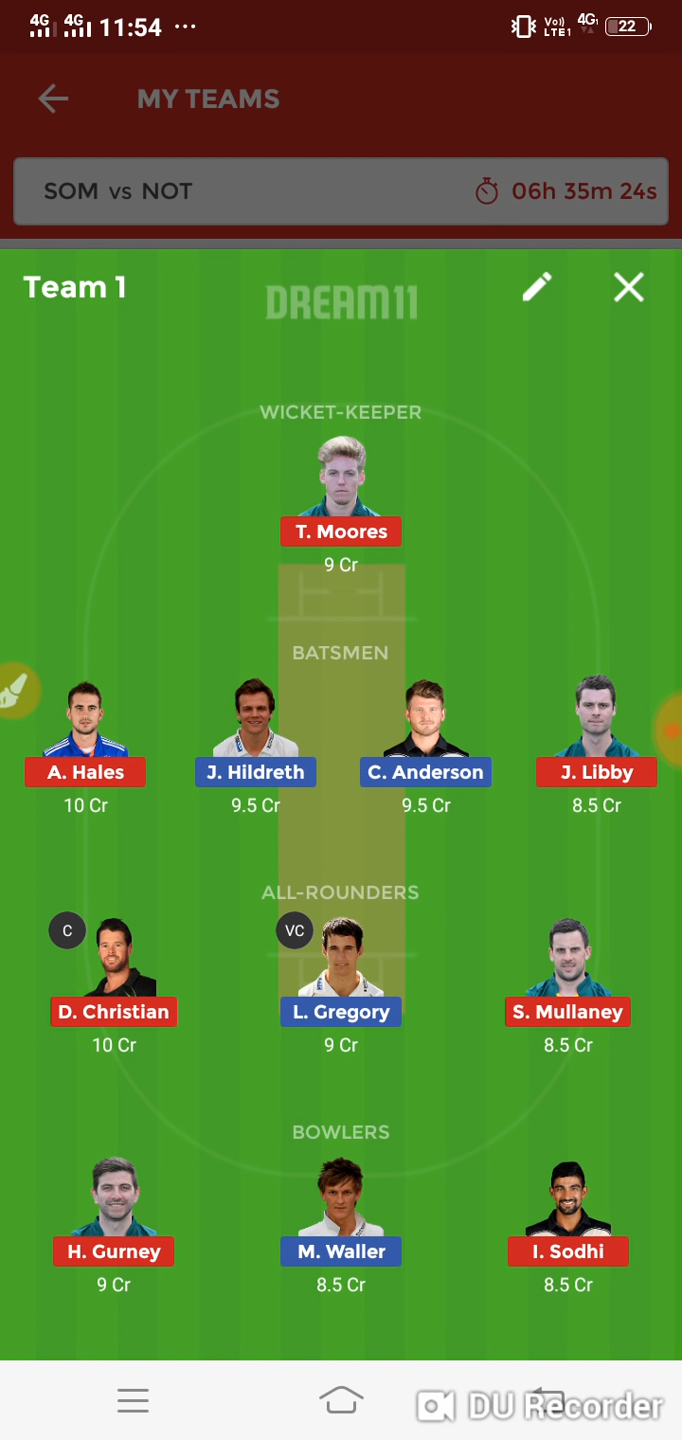 4G 4G 11:54 ... Vo) LTE1 4G 22
MY TEAMS
SOM vs NOT 06h 35m 24s
Team 1
DREAM11
WICKET-KEEPER
T. Moores
9 Cr
BATSMEN
A. Hales J. Hildreth C. Anderson J. Libby
10 Cr 9.5 Cr 9.5 Cr 8.5 Cr
ALL-ROUNDERS
C VC
D. Christian L. Gregory S. Mullaney
10 Cr 9 Cr 8.5 Cr
BOWLERS
H. Gurney M. Waller I. Sodhi
9 Cr 8.5 Cr 8.5 Cr
DU Recorder